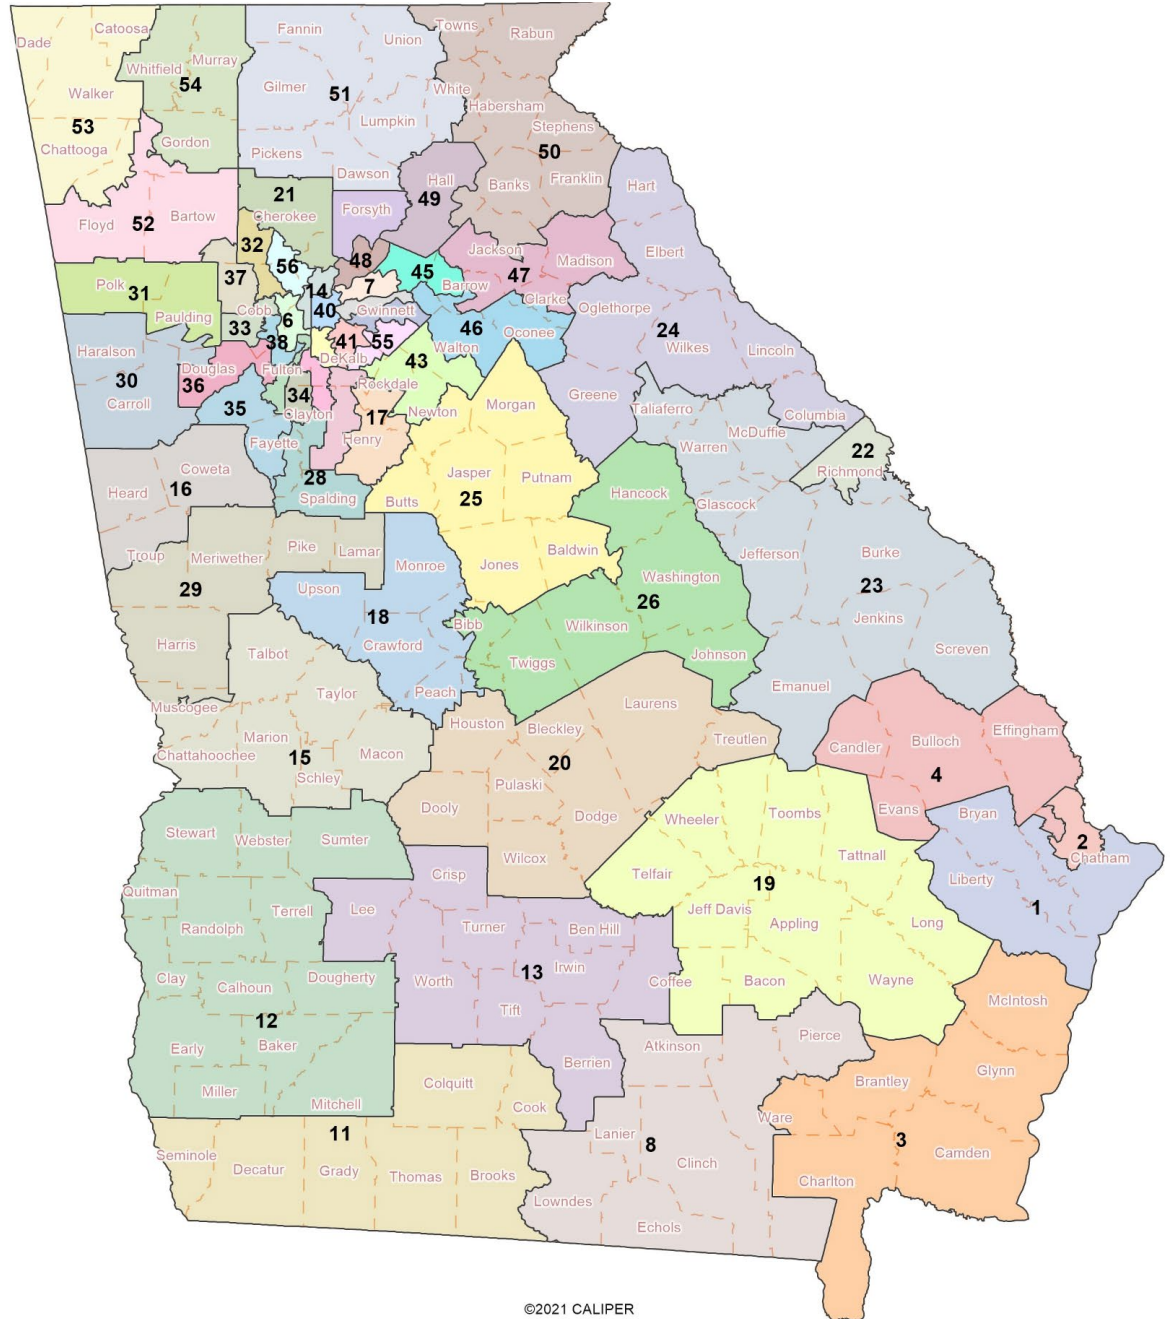 Towns
Rabun
Fannin
Catoosa
Union
Dade
Murray
Whitfield
54
Gilmer
51
White
Walker
Habersham
Lumpkin
53
Stephens
Gordon
Chattooga
Pickens
50
Dawson
Hall
Banks
Franklin
Hart
21
49
Forsyth
Cherokee
Floyd
52
Bartow
32
Jackson
Elbert
48
Madison
56
45
47
37
7
Polk
14
Barrow
31
Clarke
Cobb
40
Gwinnett
Oglethorpe
Paulding
6
33
46
Oconee
24
38
41
55
Walton
Wilkes
Haralson
DeKalb
Lincoln
43
Douglas
Fulton
30
36
Rockdale
34
Greene
Carroll
35
Morgan
Taliaferro
Clayton
17
Newton
Columbia
McDuffie
Fayette
Henry
Warren
22
Coweta
Jasper
Richmond
28
Putnam
16
Heard
25
Hancock
Spalding
Butts
Glascock
Pike
Lamar
Baldwin
Jefferson
Burke
Troup
Meriwether
Monroe
Jones
Washington
29
Upson
23
26
18
Jenkins
Bibb
Wilkinson
Harris
Crawford
Screven
Talbot
Johnson
Twiggs
Taylor
Peach
Emanuel
Laurens
Muscogee
Houston
Bleckley
Effingham
Marion
Treutlen
Bulloch
Chattahoochee
15
Macon
Candler
20
4
Schley
Pulaski
Dooly
Evans
Bryan
Wheeler
Toombs
Dodge
Stewart
Webster
Sumter
2
Tattnall
Wilcox
Chatham
Crisp
Telfair
19
Liberty
Quitman
Terrell
Lee
Jeff Davis
1
Randolph
Turner
Ben Hill
Appling
Long
Irwin
13
Clay
Dougherty
Worth
Coffee
Bacon
Wayne
Calhoun
McIntosh
Tift
12
Pierce
Early
Baker
Atkinson
Berrien
Glynn
Colquitt
Brantley
Miller
Mitchell
Cook
Ware
11
Lanier
8
3
Seminole
Camden
Clinch
Decatur
Grady
Thomas
Brooks
Charlton
Lowndes
Echols
©2021 CALIPER